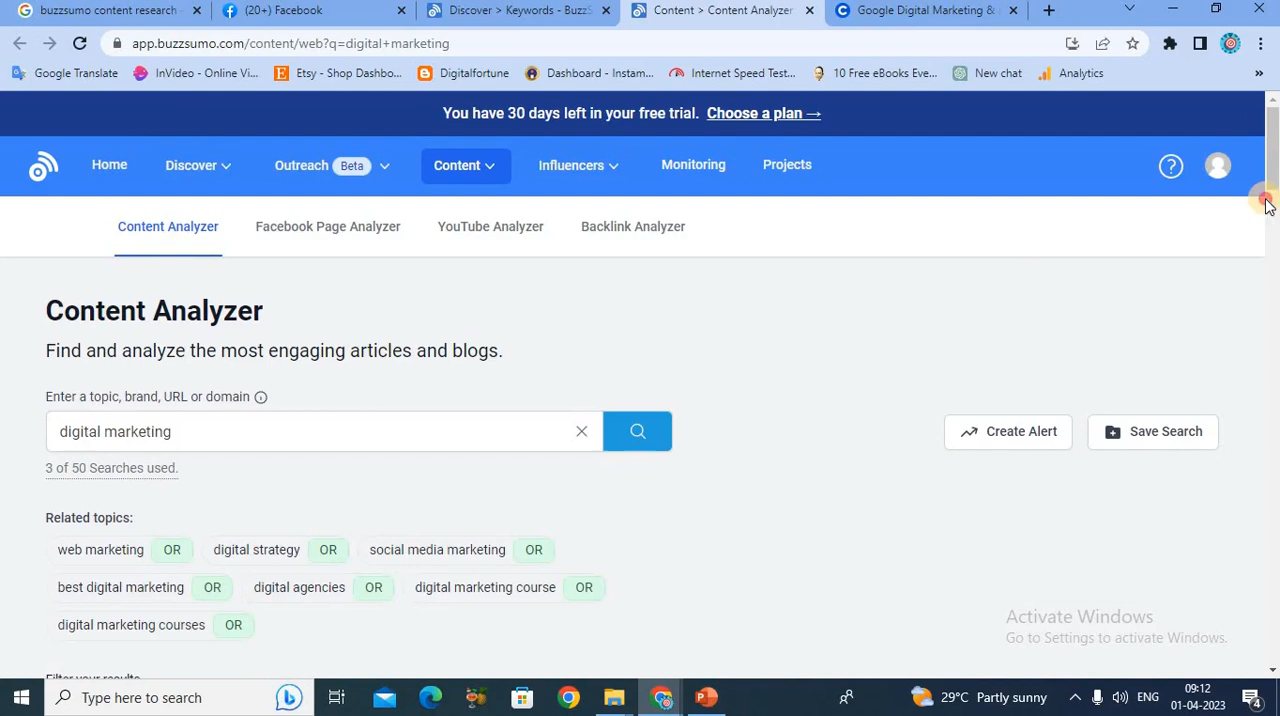 buzzsumo content research -
(20+) Facebook
Discover > Keywords - BuzzS
Content > Content Analyzer
Google Digital Marketing &
app.buzzsumo.com/content/web?q=digital+marketing
Google Translate
InVideo - Online Vi...
Etsy - Shop Dashbo...
Digitalfortune
Dashboard - Instam...
Internet Speed Test...
10 Free eBooks Eve...
New chat
Analytics
You have 30 days left in your free trial. Choose a plan →
Home
Discover
Outreach Beta
Content
Influencers
Monitoring
Projects
Content Analyzer
Facebook Page Analyzer
YouTube Analyzer
Backlink Analyzer
Content Analyzer
Find and analyze the most engaging articles and blogs.
Enter a topic, brand, URL or domain
digital marketing
Create Alert
Save Search
3 of 50 Searches used.
Related topics:
web marketing OR digital strategy OR social media marketing OR
best digital marketing OR digital agencies OR digital marketing course OR
digital marketing courses OR
Activate Windows
Go to Settings to activate Windows.
Filter your results
Type here to search
29°C Partly sunny
ENG
09:12
01-04-2023
4